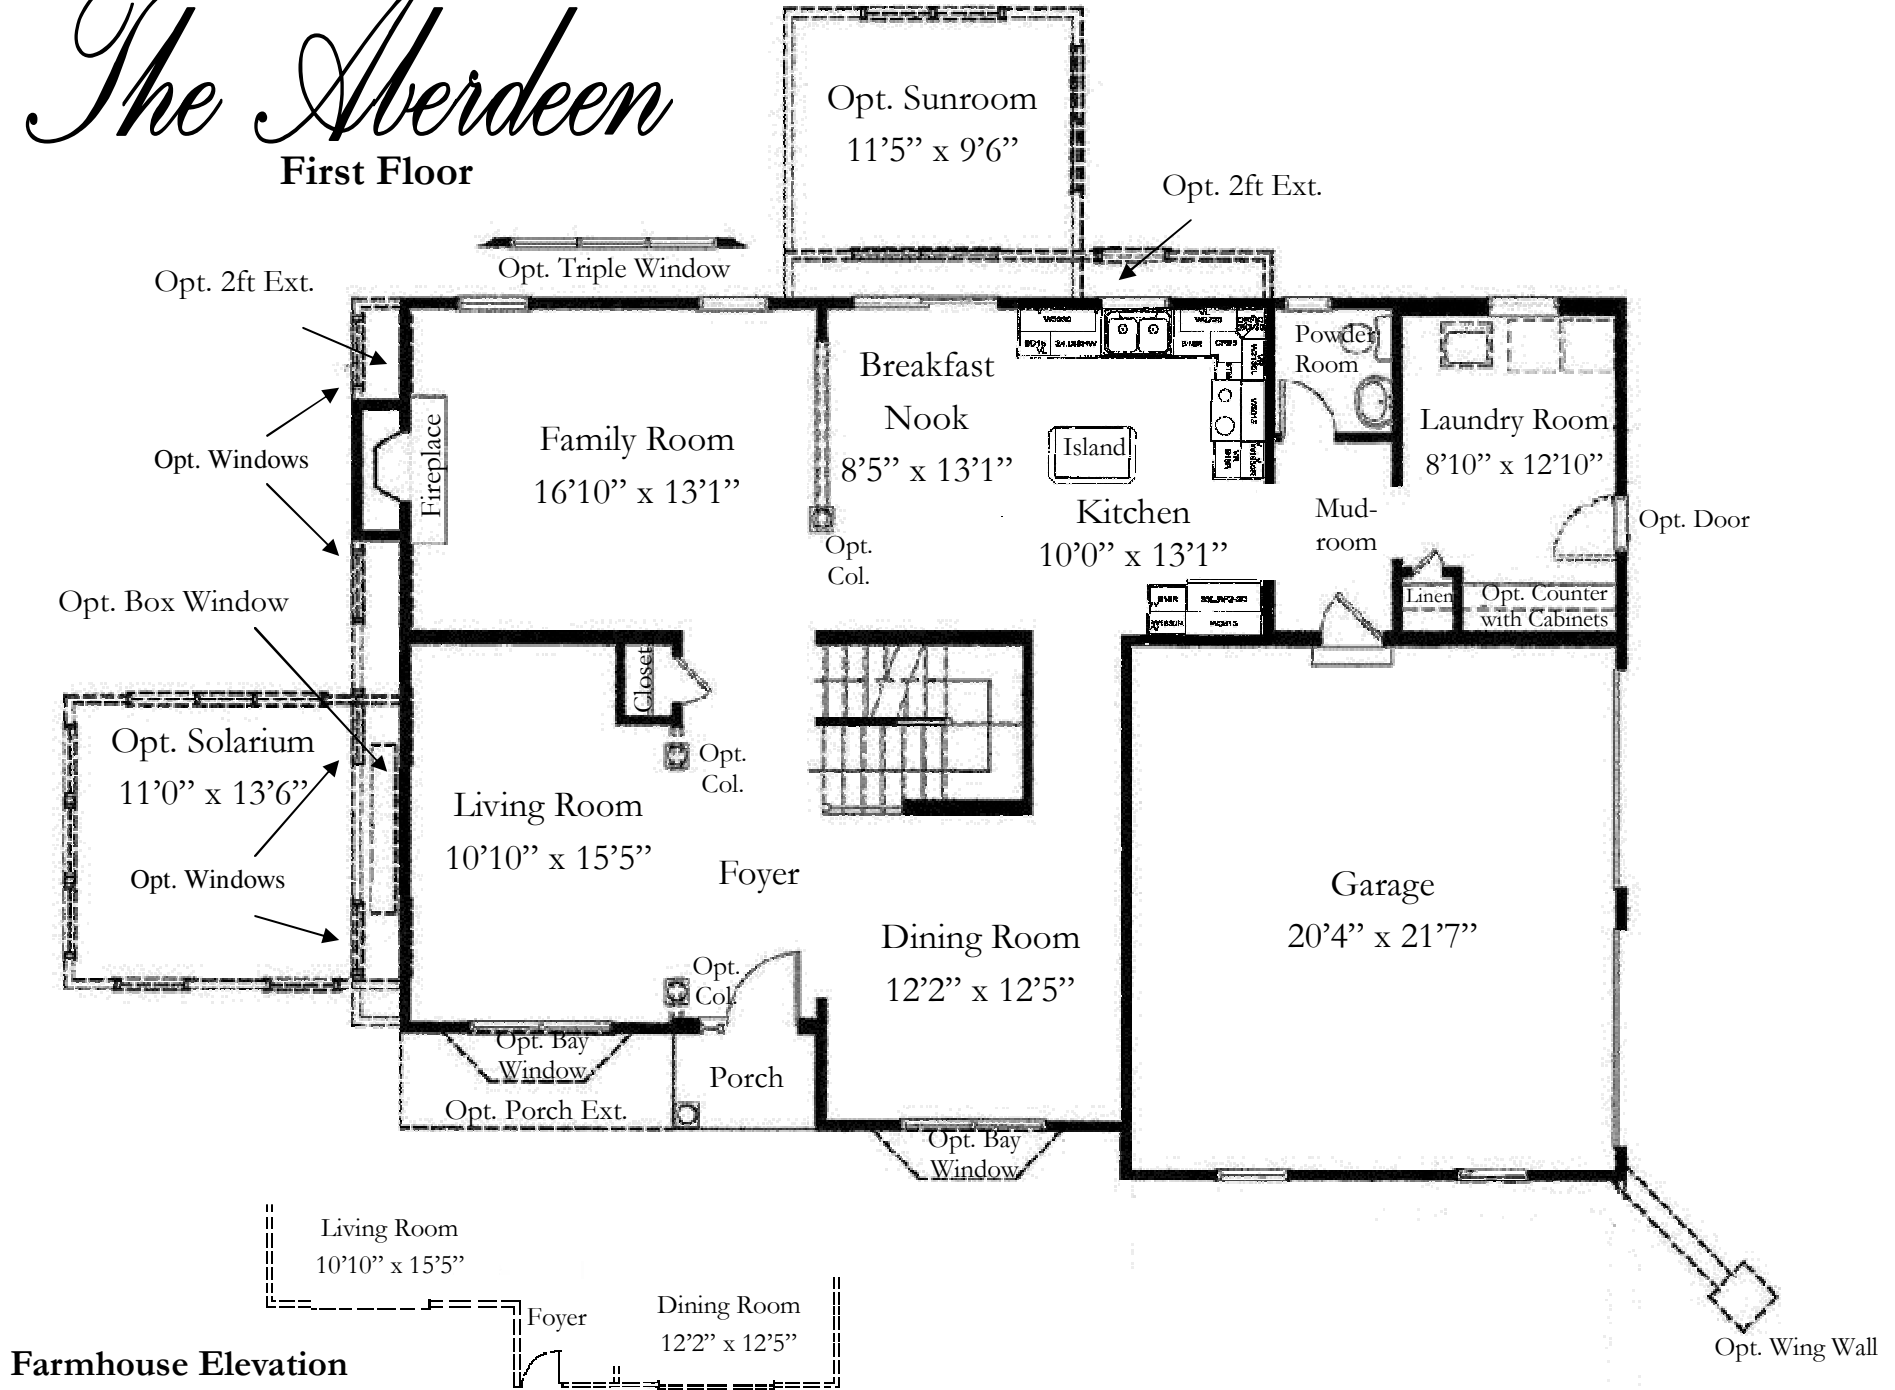 The Aberdeen
First Floor
Opt. Sunroom
11’5” x 9’6”
Opt. 2ft Ext.
Opt. Triple Window
Opt. 2ft Ext.
Opt. Windows
Fireplace
Family Room
16’10” x 13’1”
Breakfast
Nook
8’5” x 13’1”
Opt.
Col.
Island
Kitchen
10’0” x 13’1”
Powder
Room
Laundry Room
8’10” x 12’10”
Mud-
room
Opt. Door
Linen
Opt. Counter
with Cabinets
Opt. Box Window
Closet
Opt. Solarium
11’0” x 13’6”
Opt. Windows
Living Room
10’10” x 15’5”
Opt.
Col.
Foyer
Opt.
Col.
Dining Room
12’2” x 12’5”
Garage
20’4” x 21’7”
Opt. Bay
Window
Porch
Opt. Porch Ext.
Opt. Bay
Window
Opt. Wing Wall
Living Room
10’10” x 15’5”
Foyer
Dining Room
12’2” x 12’5”
Farmhouse Elevation